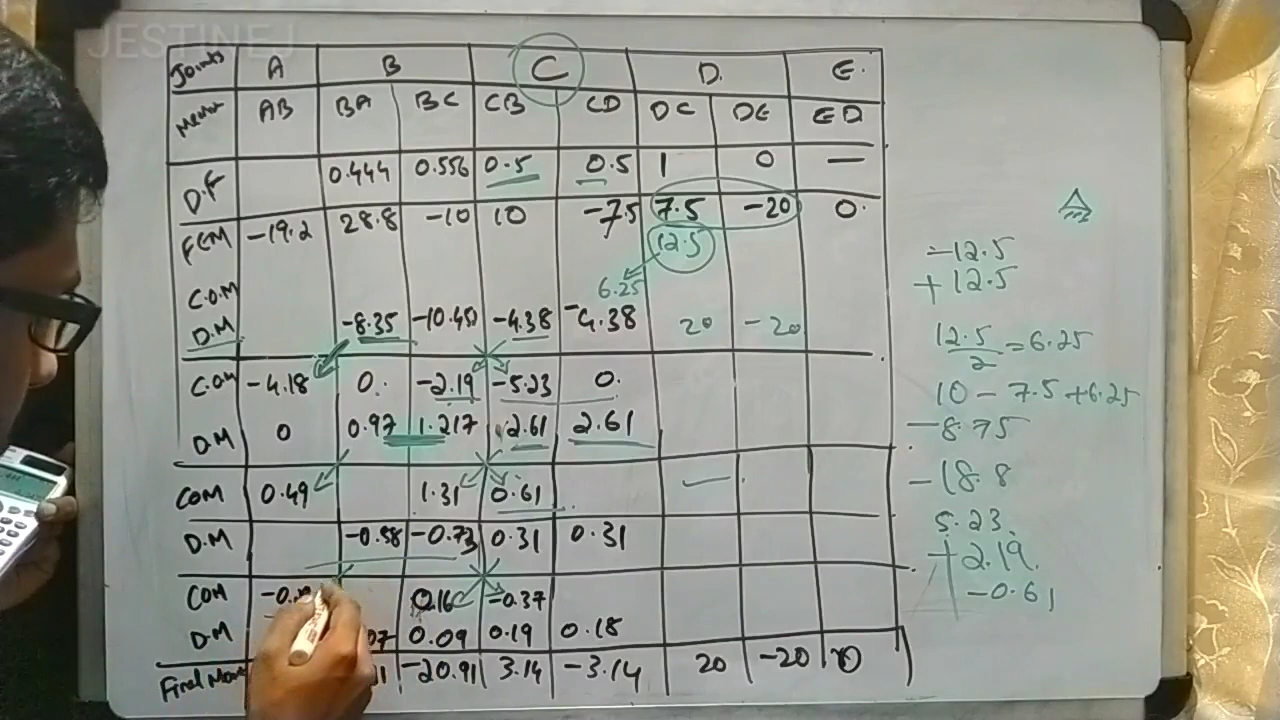 JESTINE J
Joints A B C D. E.
Member AB BA BC CB CD DC DE ED
D.F 0.444 0.556 0.5 0.5 1 0 —
FEM -19.2 28.8 -10 10 -7.5 7.5 -20 0.
12.5
C.O.M 6.25
D.M -8.35 -10.45 -4.38 -4.38 20 -20
COM -4.18 0. -2.19 -5.23 0.
D.M 0 0.97 1.217 2.61 2.61
COM 0.49 1.31 0.61 —.
D.M -0.58 -0.73 0.31 0.31
COM 0.16 -0.37
D.M 0.09 0.19 0.18
Final -20.91 3.14 -3.14 20 -20 0
-12.5
+12.5
12.5/2 = 6.25
10 - 7.5 + 6.25
-8.75
-18.8
5.23
+2.19
-0.61